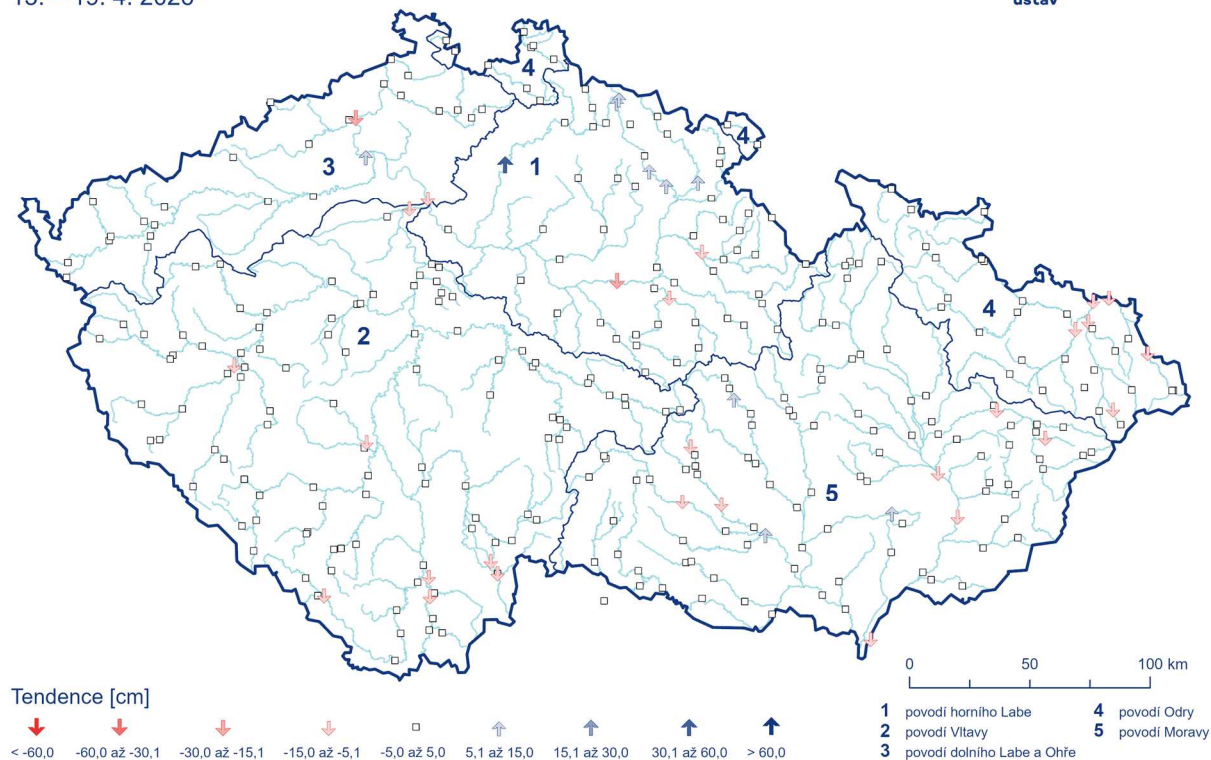 ústav
4
4
3
1
4
2
5
0 50 100 km
Tendence [cm]
< -60,0 -60,0 až -30,1 -30,0 až -15,1 -15,0 až -5,1 -5,0 až 5,0 5,1 až 15,0 15,1 až 30,0 30,1 až 60,0 > 60,0
1 povodí horního Labe 4 povodí Odry
2 povodí Vltavy 5 povodí Moravy
3 povodí dolního Labe a Ohře